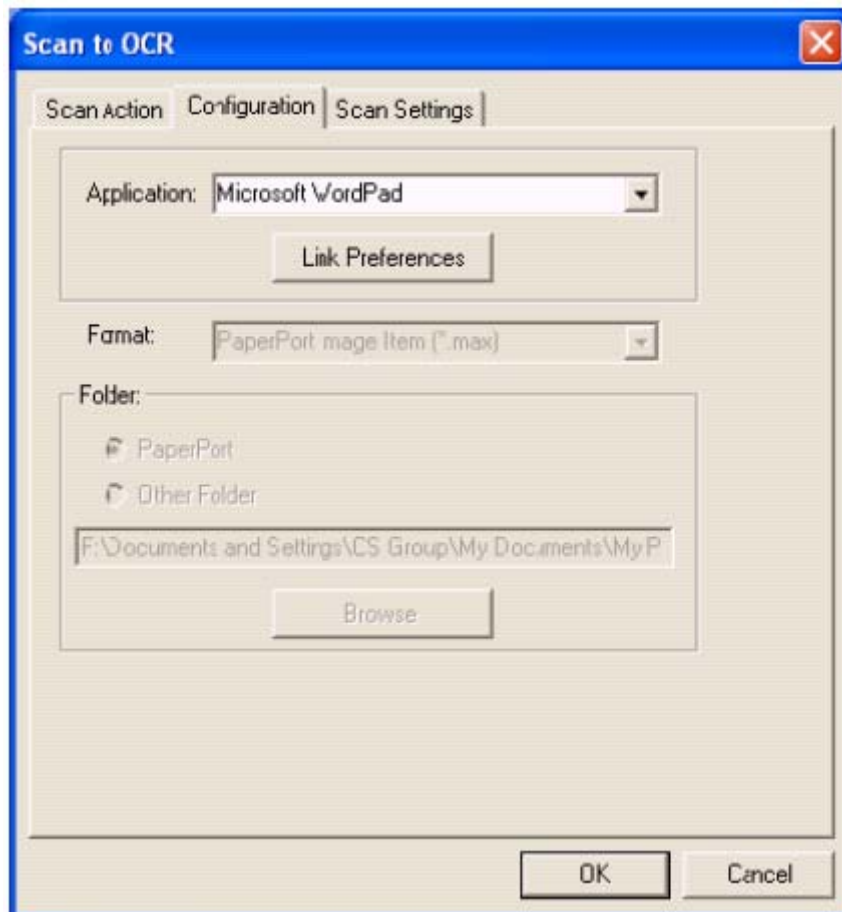 Scan to OCR
Scan Action Configuration Scan Settings
Application: Microsoft WordPad
Link Preferences
Format: PaperPort mage Item (*.max)
Folder:
PaperPort
Other Folder
F:\Documents and Settings\CS Group\My Documents\My P
Browse
OK Cancel